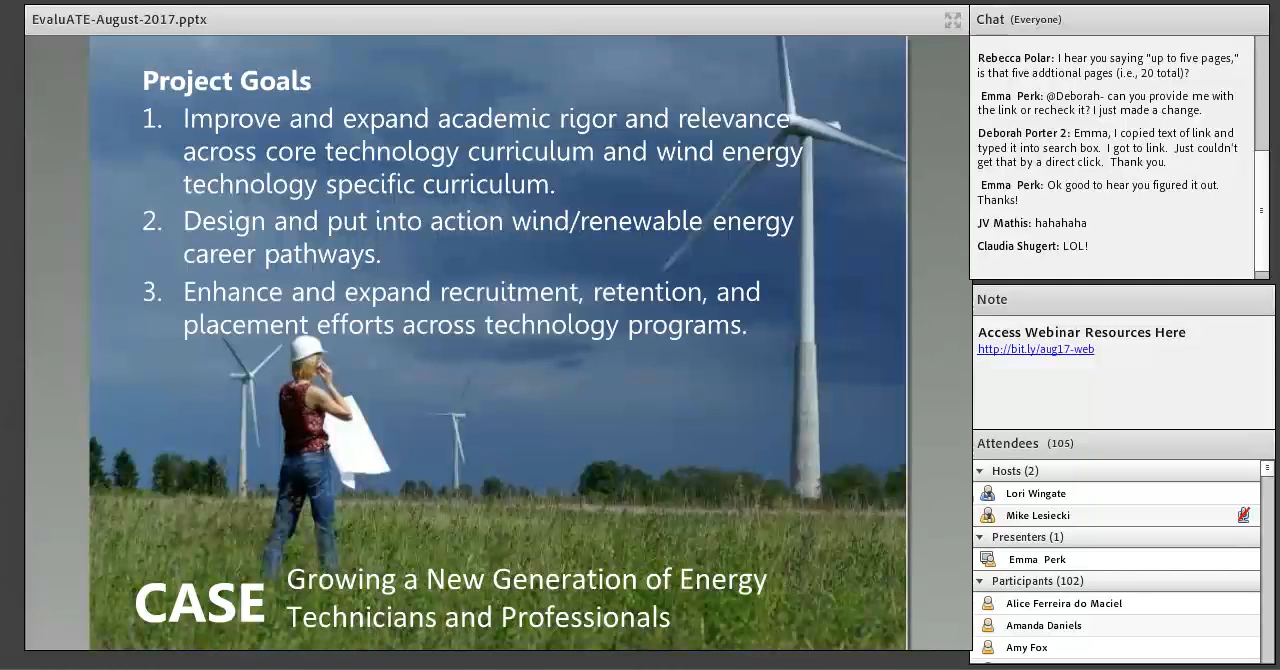 EvaluATE-August-2017.pptx
Project Goals
1. Improve and expand academic rigor and relevance
across core technology curriculum and wind energy
technology specific curriculum.
2. Design and put into action wind/renewable energy
career pathways.
3. Enhance and expand recruitment, retention, and
placement efforts across technology programs.
CASE
Growing a New Generation of Energy
Technicians and Professionals
Chat (Everyone)
Rebecca Polar: I hear you saying "up to five pages,"
is that five addtional pages (i.e., 20 total)?
Emma Perk: @Deborah- can you provide me with
the link or recheck it? I just made a change.
Deborah Porter 2: Emma, I copied text of link and
typed it into search box. I got to link. Just couldn't
get that by a direct click. Thank you.
Emma Perk: Ok good to hear you figured it out.
Thanks!
JV Mathis: hahahaha
Claudia Shugert: LOL!
Note
Access Webinar Resources Here
http://bit.ly/aug17-web
Attendees (105)
Hosts (2)
Lori Wingate
Mike Lesiecki
Presenters (1)
Emma Perk
Participants (102)
Alice Ferreira do Maciel
Amanda Daniels
Amy Fox